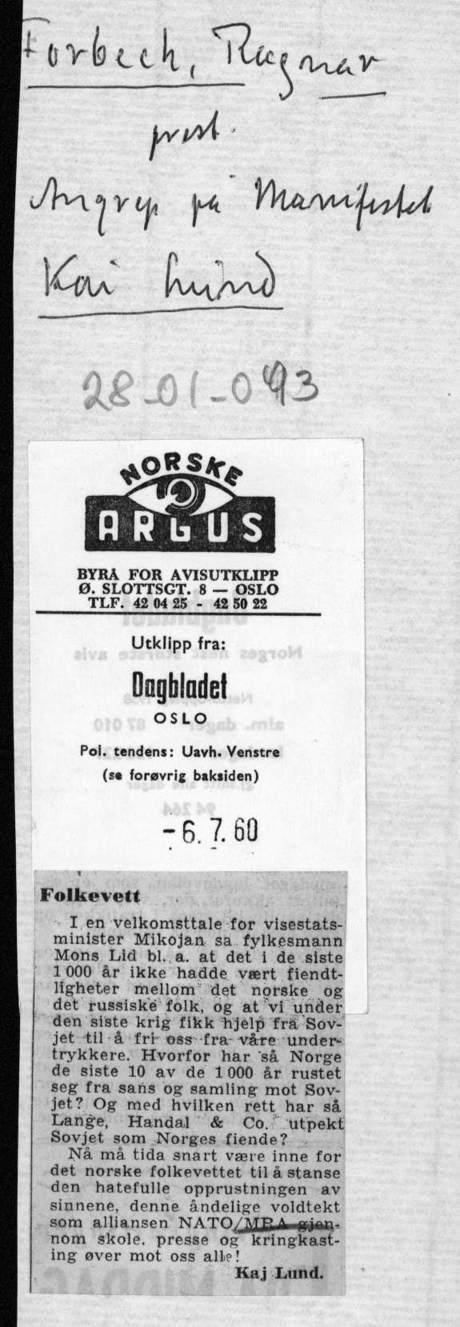 Forbech, Ragnar
prest.
Angrep på Manifestet
Kai Lund
28-01-093
NORSKE
ARGUS
BYRÅ FOR AVISUTKLIPP
Ø. SLOTTSGT. 8 — OSLO
TLF. 42 04 25 - 42 50 22
Utklipp fra:
Dagbladet
OSLO
Pol. tendens: Uavh. Venstre
(se forøvrig baksiden)
-6. 7. 60
Folkevett
I en velkomsttale for visestats-
minister Mikojan sa fylkesmann
Mons Lid bl. a. at det i de siste
1000 år ikke hadde vært fiendt-
ligheter mellom det norske og
det russiske folk, og at vi under
den siste krig fikk hjelp fra Sov-
jet til å fri oss fra våre under-
trykkere. Hvorfor har så Norge
de siste 10 av de 1000 år rustet
seg fra sans og samling mot Sov-
jet? Og med hvilken rett har så
Lange, Handal & Co. utpekt
Sovjet som Norges fiende?
Nå må tida snart være inne for
det norske folkevettet til å stanse
den hatefulle opprustningen av
sinnene, denne åndelige voldtekt
som alliansen NATO/MRA gjen-
nom skole, presse og kringkast-
ing øver mot oss alle!
Kaj Lund.